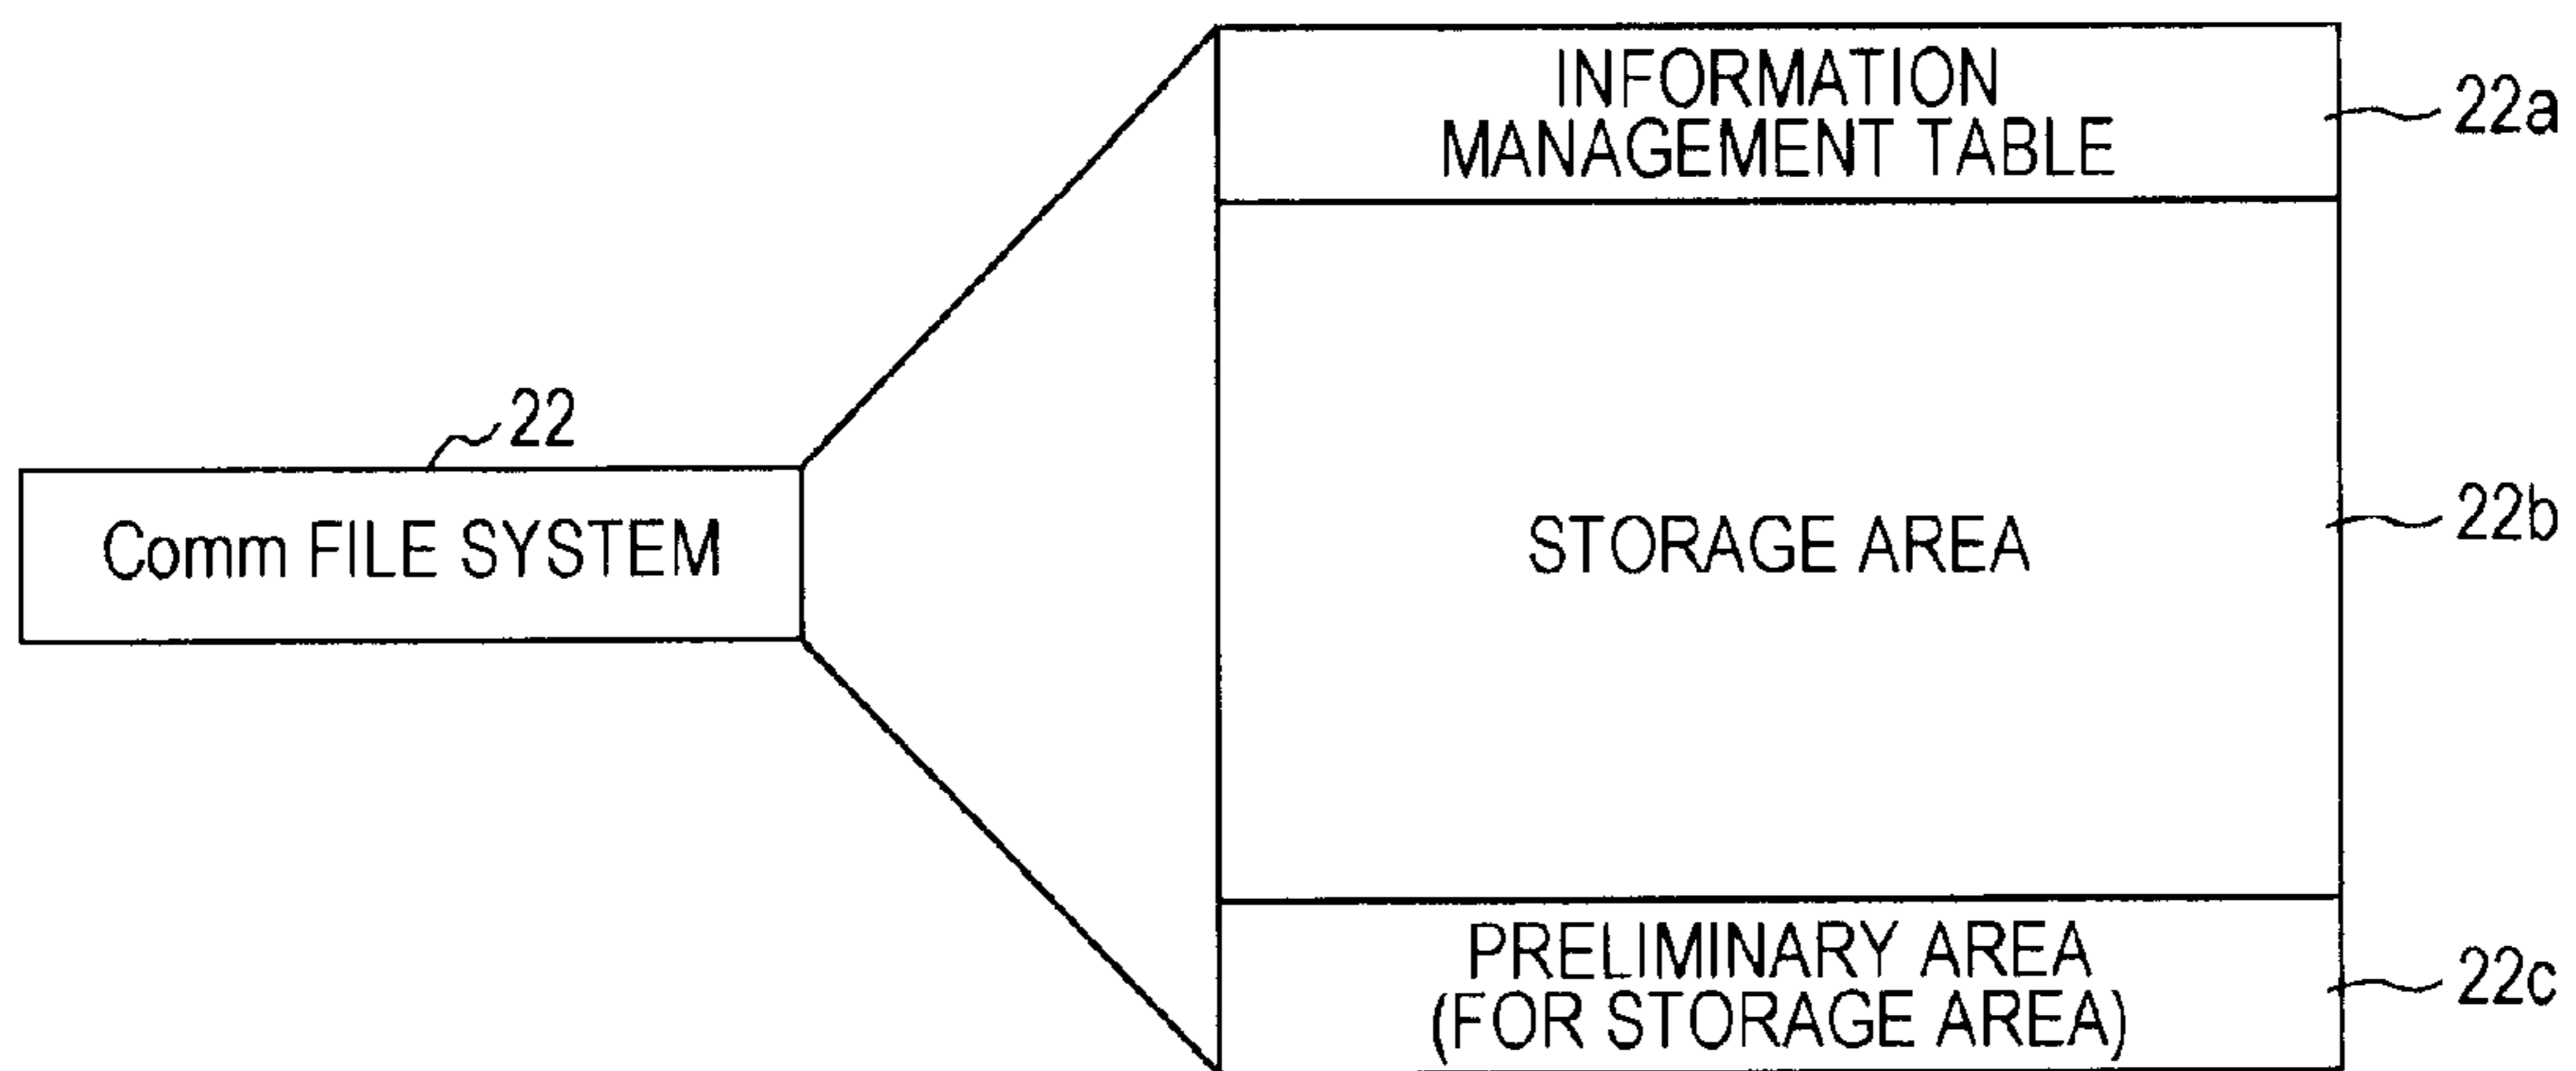 INFORMATION
MANAGEMENT TABLE
22a
22
Comm FILE SYSTEM
STORAGE AREA
22b
PRELIMINARY AREA
(FOR STORAGE AREA)
22c